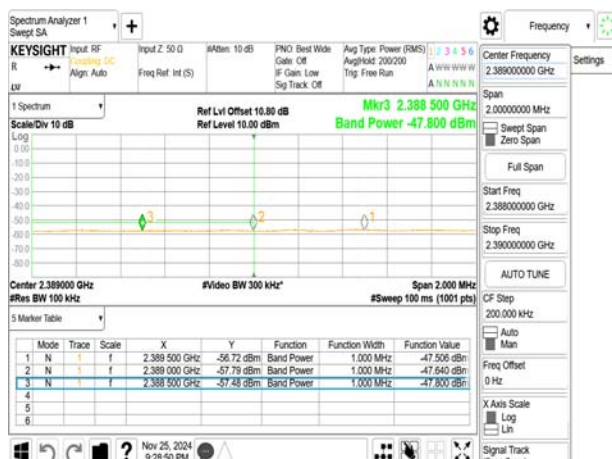 Spectrum Analyzer 1
Swept SA
+
Frequency
Settings
KEYSIGHT
R
Input: RF
Coupling: DC
Align: Auto
Input Z: 50 Ω
Freq Ref: Int (S)
#Atten: 10 dB
PNO: Best Wide
Gate: Off
IF Gain: Low
Sig Track: Off
Avg Type: Power (RMS)
Avg|Hold: 200/200
Trig: Free Run
1 2 3 4 5 6
A W W W W W
A N N N N N
1 Spectrum
Scale/Div 10 dB
Log
Ref Lvl Offset 10.80 dB
Ref Level 10.00 dBm
Mkr3 2.388 500 GHz
Band Power -47.800 dBm
0.00
-10.0
-20.0
-30.0
-40.0
-50.0
-60.0
-70.0
-80.0
3
2
1
Center 2.389000 GHz
#Res BW 100 kHz
#Video BW 300 kHz*
Span 2.000 MHz
#Sweep 100 ms (1001 pts)
5 Marker Table
Mode Trace Scale X Y Function Function Width Function Value
1 N 1 f 2.389 500 GHz -56.72 dBm Band Power 1.000 MHz -47.506 dBm
2 N 1 f 2.389 000 GHz -57.79 dBm Band Power 1.000 MHz -47.640 dBm
3 N 1 f 2.388 500 GHz -57.48 dBm Band Power 1.000 MHz -47.800 dBm
4
5
6
Nov 25, 2024
9:28:50 PM
?
Center Frequency
2.389000000 GHz
Span
2.00000000 MHz
Swept Span
Zero Span
Full Span
Start Freq
2.388000000 GHz
Stop Freq
2.390000000 GHz
AUTO TUNE
CF Step
200.000 kHz
Auto
Man
Freq Offset
0 Hz
X Axis Scale
Log
Lin
Signal Track